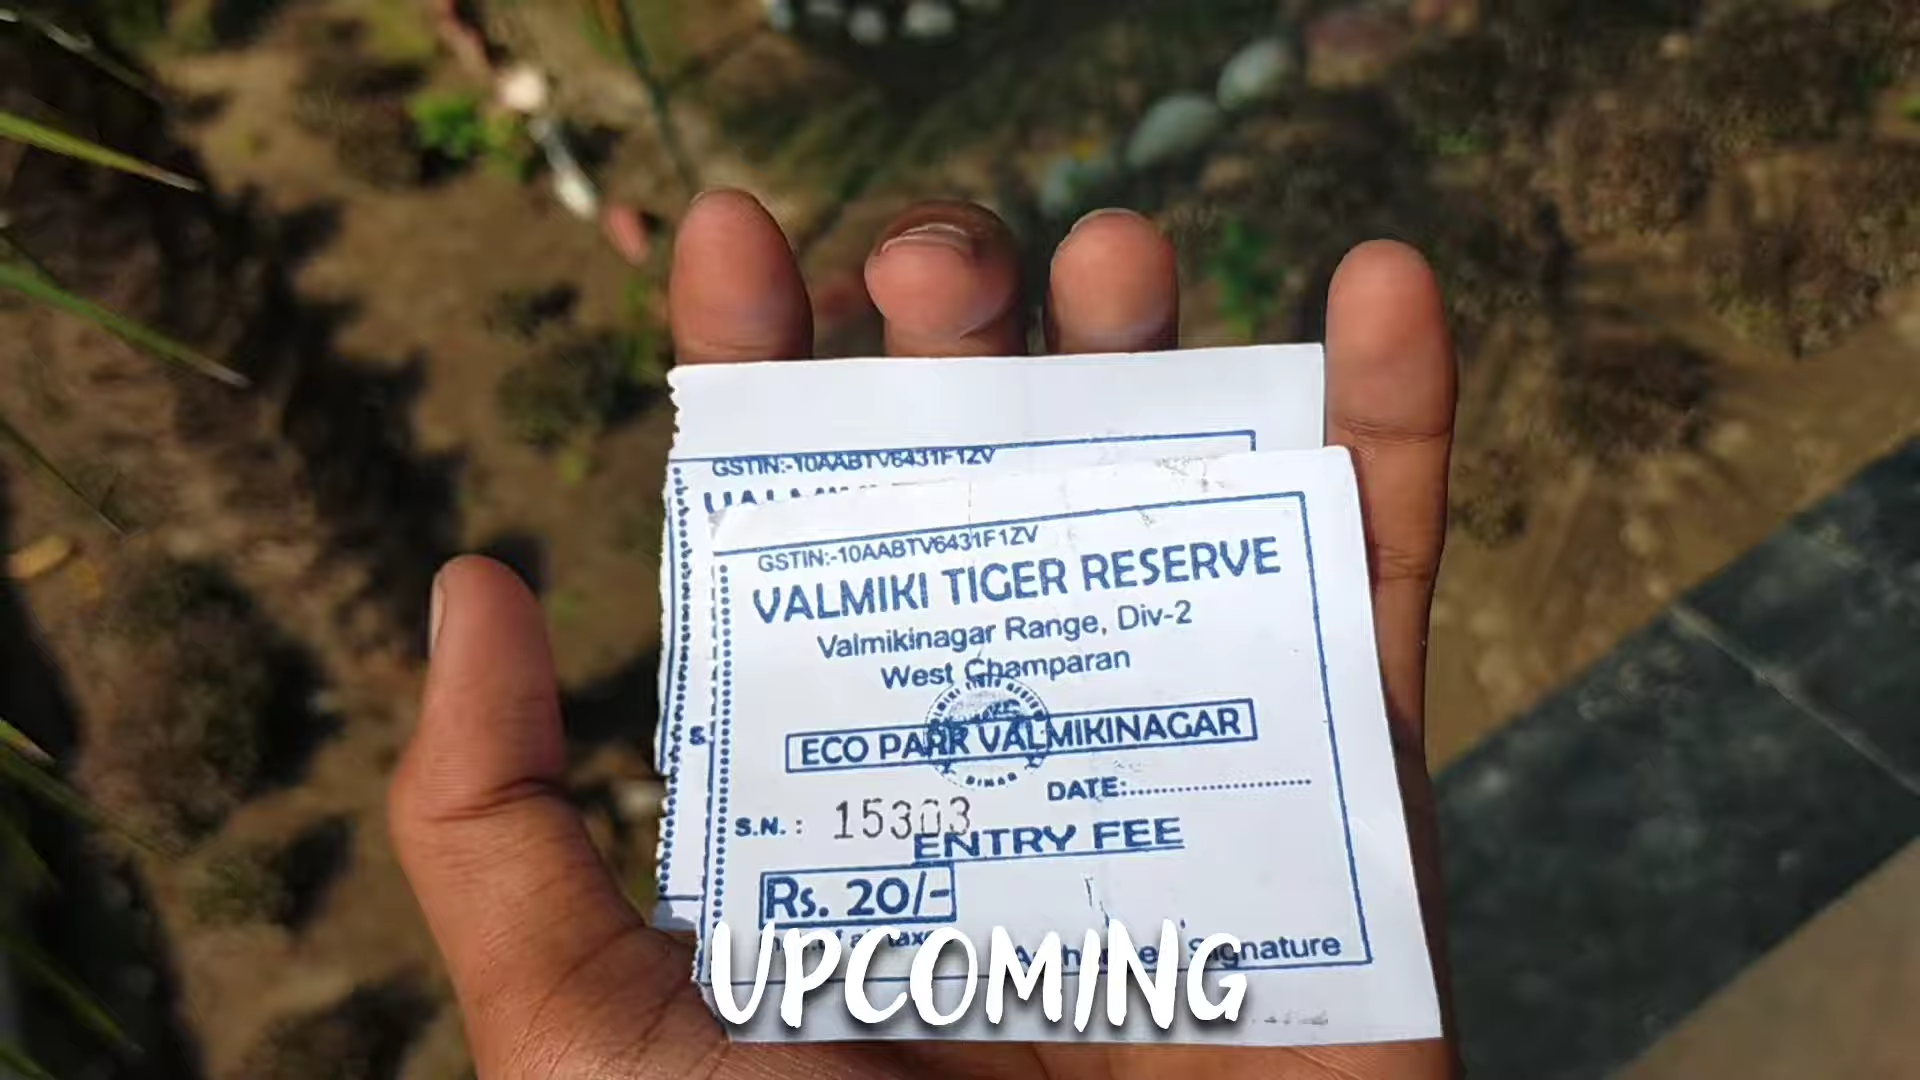 GSTIN:-10AABTV6431F1ZV
GSTIN:-10AABTV6431F1ZV
VALMIKI TIGER RESERVE
Valmikinagar Range, Div-2
West Champaran
ECO PARK VALMIKINAGAR
DATE:........................
S.N. : 15303
ENTRY FEE
Rs. 20/-
Signature
UPCOMING